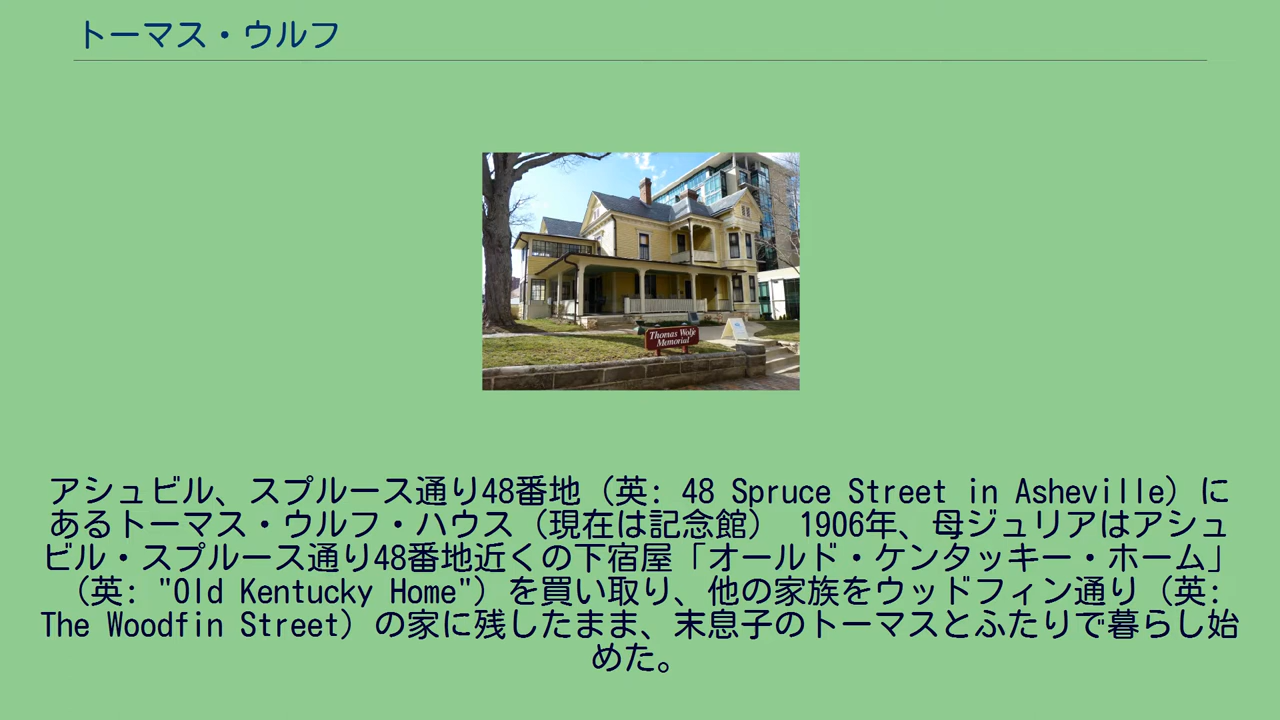 トーマス・ウルフ
Thomas Wolfe
Memorial
アシュビル、スプルース通り48番地（英: 48 Spruce Street in Asheville）に
あるトーマス・ウルフ・ハウス（現在は記念館） 1906年、母ジュリアはアシュ
ビル・スプルース通り48番地近くの下宿屋「オールド・ケンタッキー・ホーム」
（英: "Old Kentucky Home"）を買い取り、他の家族をウッドフィン通り（英:
The Woodfin Street）の家に残したまま、末息子のトーマスとふたりで暮らし始
めた。